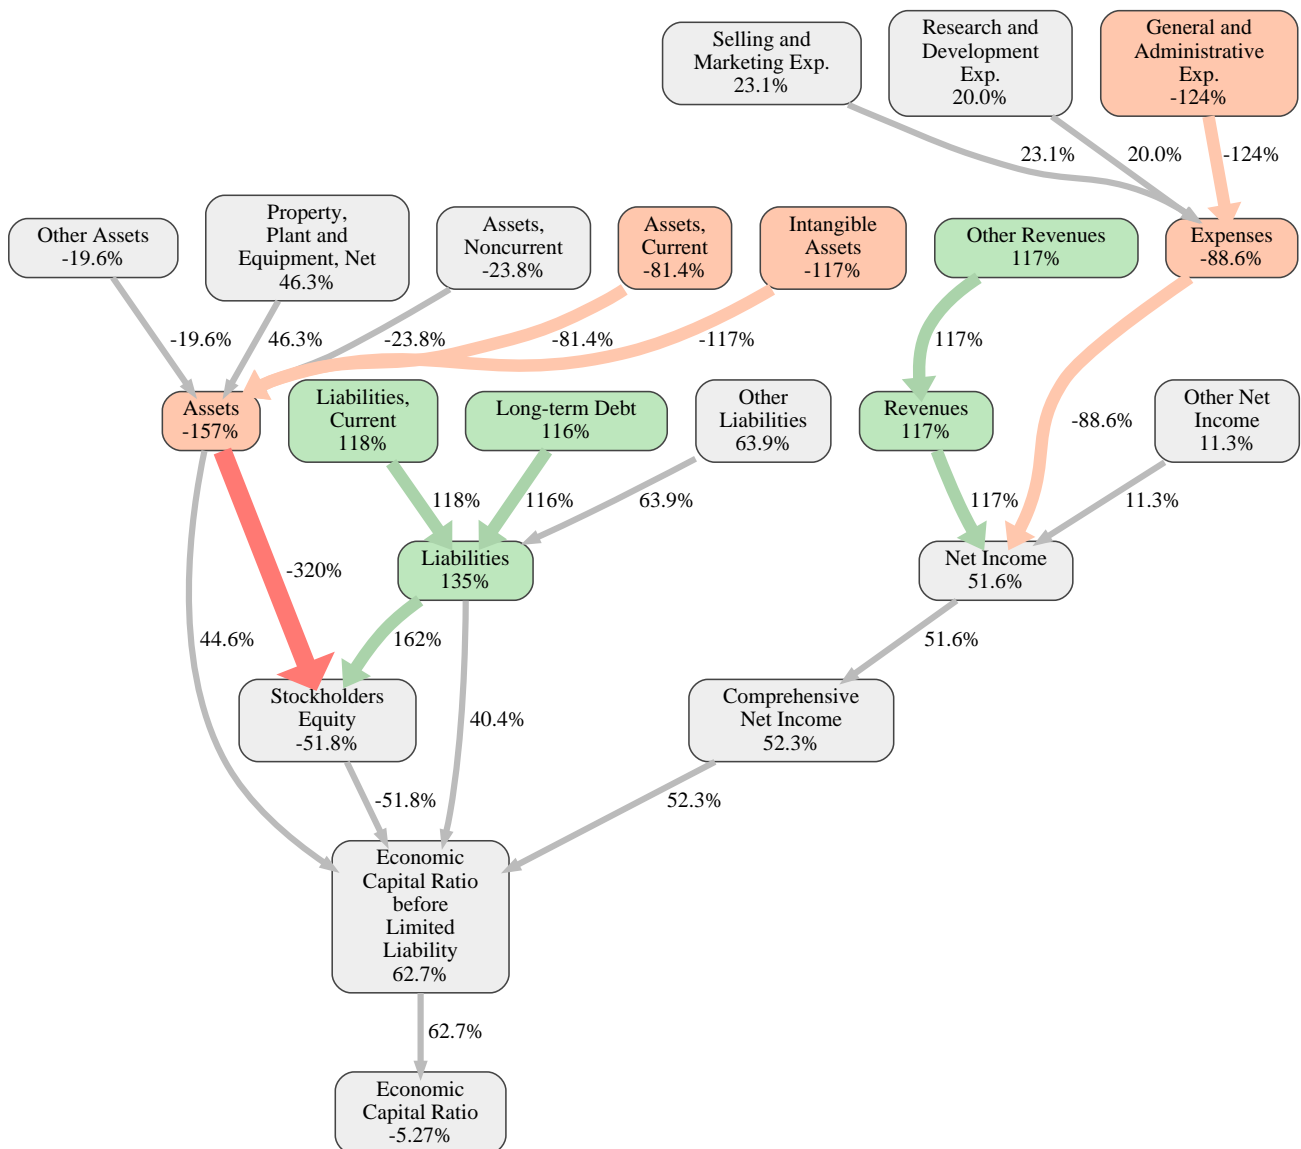 Selling and
Marketing Exp.
23.1%
Research and
Development
Exp.
20.0%
General and
Administrative
Exp.
-124%
23.1%
20.0%
-124%
Other Assets
-19.6%
Property,
Plant and
Equipment, Net
46.3%
Assets,
Noncurrent
-23.8%
Assets,
Current
-81.4%
Intangible
Assets
-117%
Other Revenues
117%
Expenses
-88.6%
-19.6%
46.3%
-23.8%
-81.4%
-117%
117%
-88.6%
Assets
-157%
Liabilities,
Current
118%
Long-term Debt
116%
Other
Liabilities
63.9%
Revenues
117%
Other Net
Income
11.3%
118%
116%
63.9%
117%
11.3%
-320%
Liabilities
135%
Net Income
51.6%
44.6%
162%
51.6%
Stockholders
Equity
-51.8%
40.4%
Comprehensive
Net Income
52.3%
-51.8%
52.3%
Economic
Capital Ratio
before
Limited
Liability
62.7%
62.7%
Economic
Capital Ratio
-5.27%